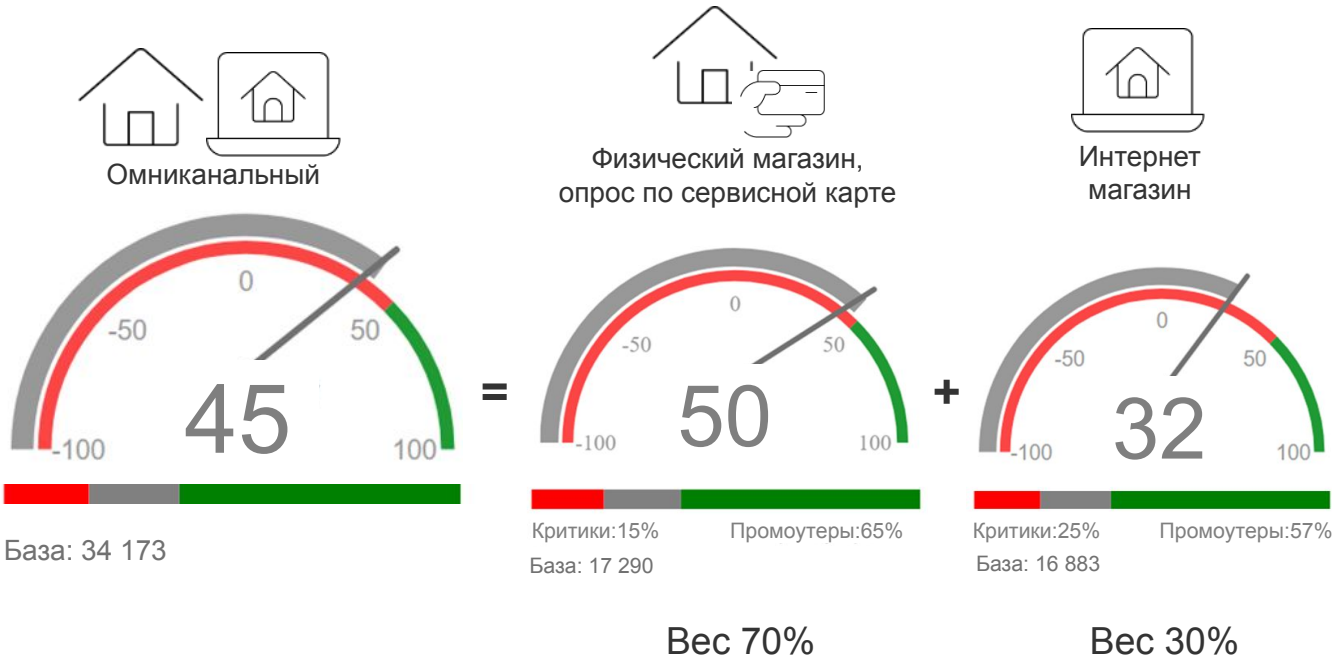 Омниканальный
Физический магазин,
опрос по сервисной карте
Интернет
магазин
0
-50
50
45
-100
100
=
0
-50
50
50
-100
100
+
0
-50
50
32
-100
100
База: 34 173
Критики:15%
Промоутеры:65%
База: 17 290
Критики:25%
Промоутеры:57%
База: 16 883
Вес 70%
Вес 30%